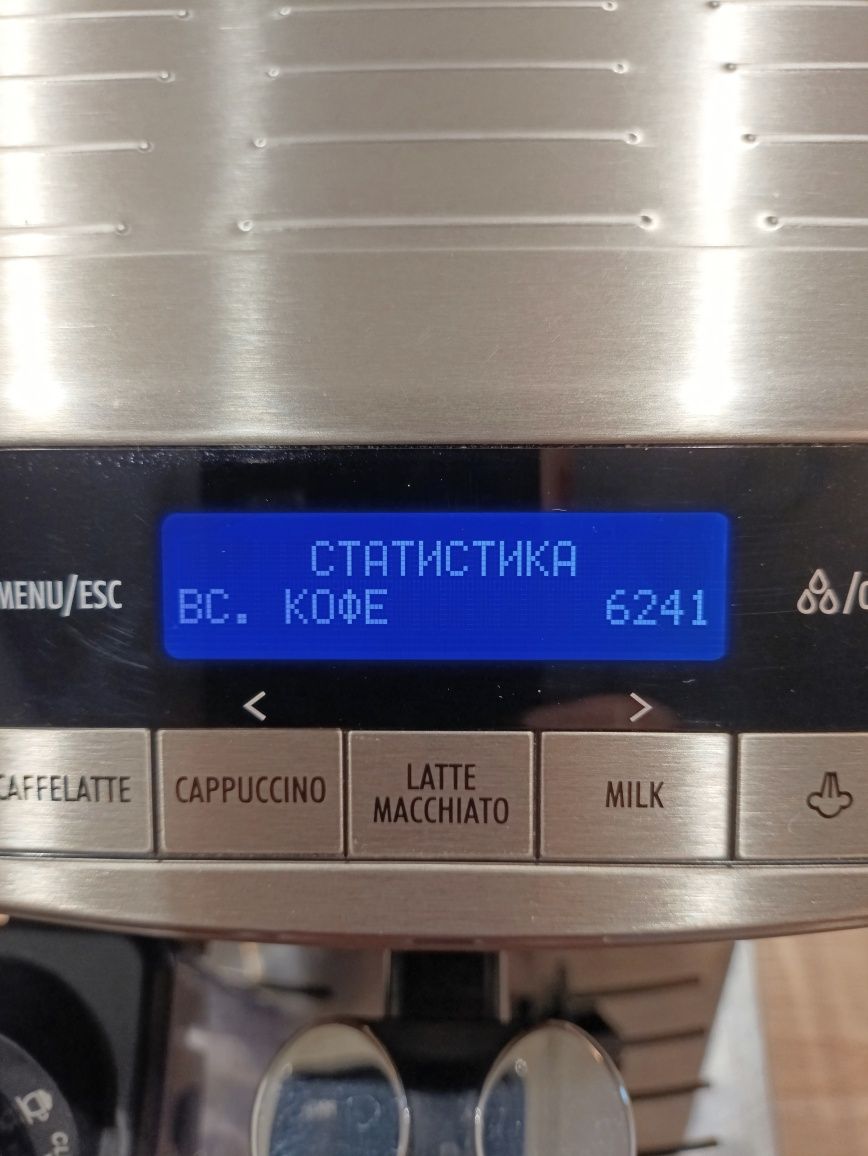 СТАТИСТИКА
MENU/ESC
ВС. КОФЕ 6241
< >
CAFFELATTE
CAPPUCCINO
LATTE
MACCHIATO
MILK